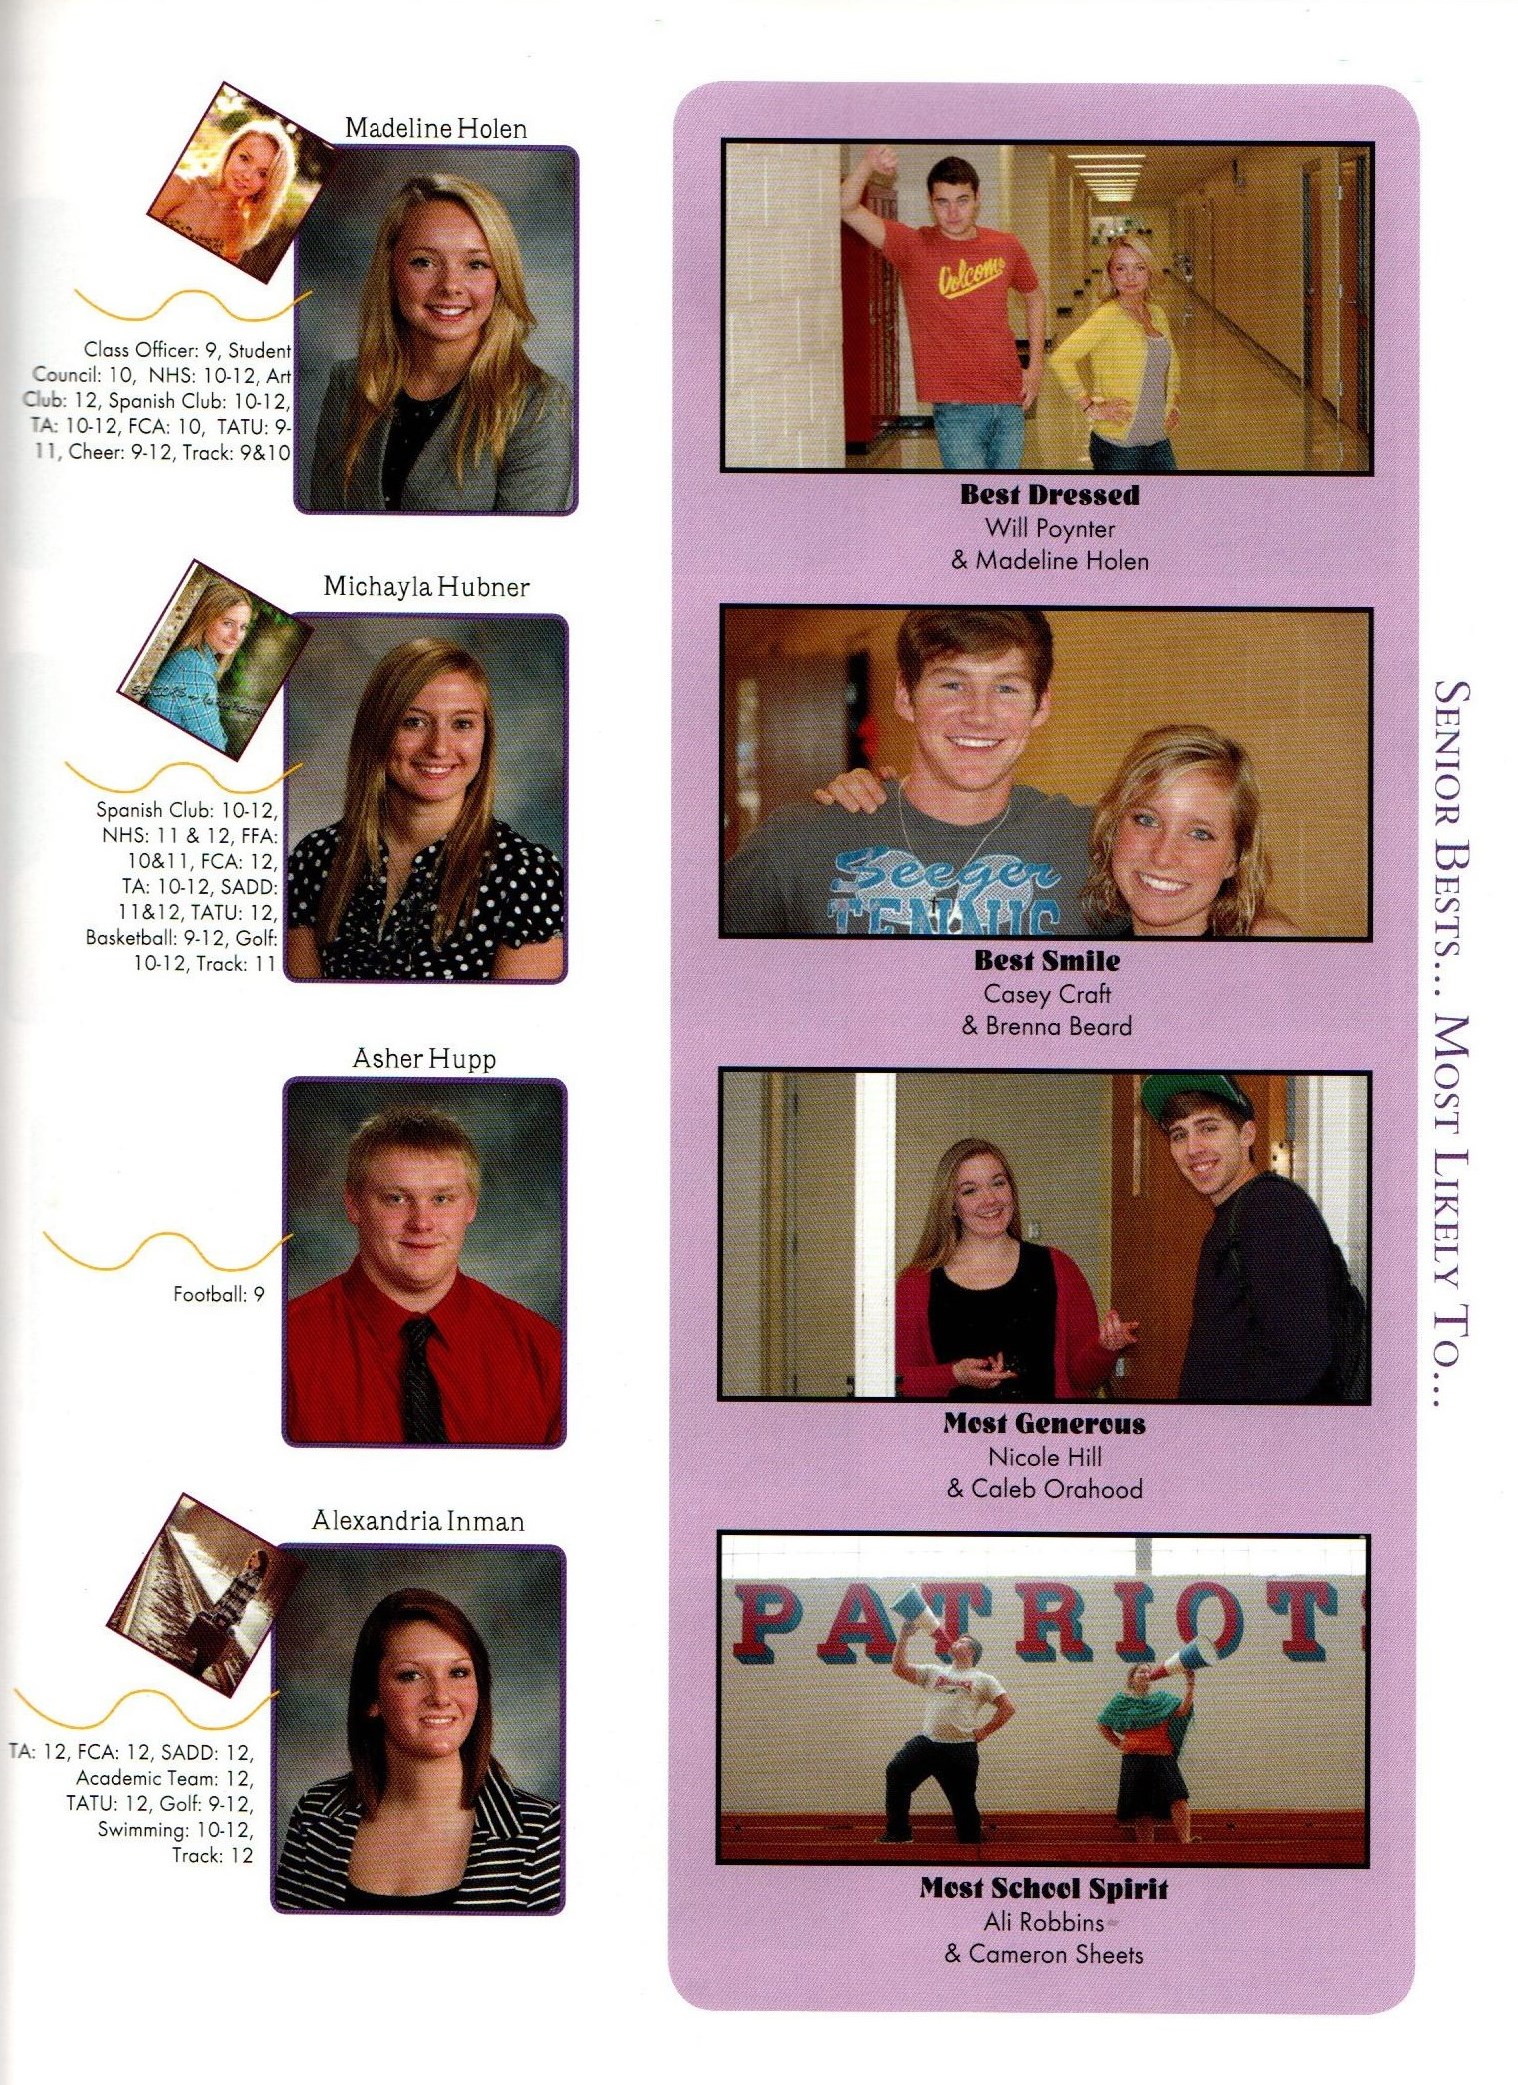 Madeline Holen
Class Officer: 9, Student
Council: 10, NHS: 10-12, Art
Club: 12, Spanish Club: 10-12,
TA: 10-12, FCA: 10, TATU: 9-
11, Cheer: 9-12, Track: 9&10
Michayla Hubner
Spanish Club: 10-12,
NHS: 11 & 12, FFA:
10&11, FCA: 12,
TA: 10-12, SADD:
11&12, TATU: 12,
Basketball: 9-12, Golf:
10-12, Track: 11
Asher Hupp
Football: 9
Alexandria Inman
TA: 12, FCA: 12, SADD: 12,
Academic Team: 12,
TATU: 12, Golf: 9-12,
Swimming: 10-12,
Track: 12
Best Dressed
Will Poynter
& Madeline Holen
Seeger
TENNIS
Best Smile
Casey Craft
& Brenna Beard
Most Generous
Nicole Hill
& Caleb Orahood
PATRIOTS
Most School Spirit
Ali Robbins
& Cameron Sheets
SENIOR BESTS... MOST LIKELY TO...